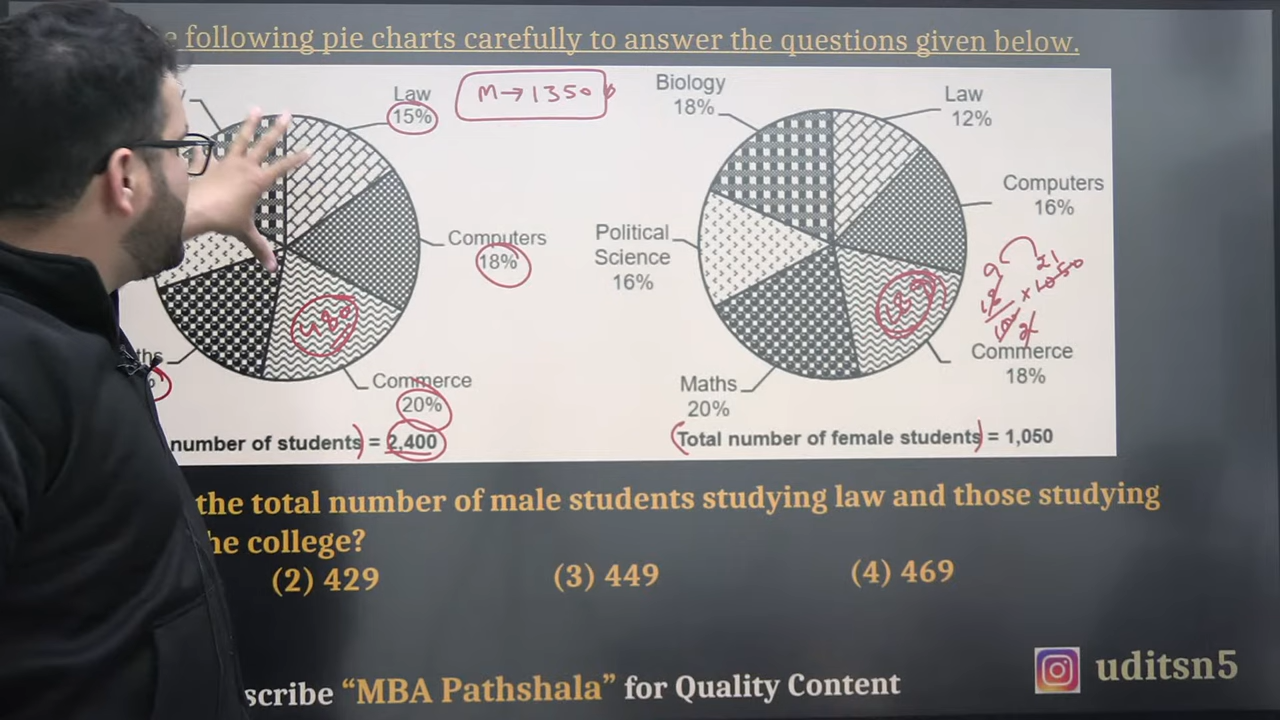 following pie charts carefully to answer the questions given below.
Law
15%
M→1350
Computers
18%
480
Commerce
20%
number of students) = 2,400
Biology
18%
Law
12%
Computers
16%
Political
Science
16%
189
Commerce
18%
Maths
20%
(Total number of female students) = 1,050
the total number of male students studying law and those studying
he college?
(2) 429
(3) 449
(4) 469
scribe “MBA Pathshala” for Quality Content
uditsn5